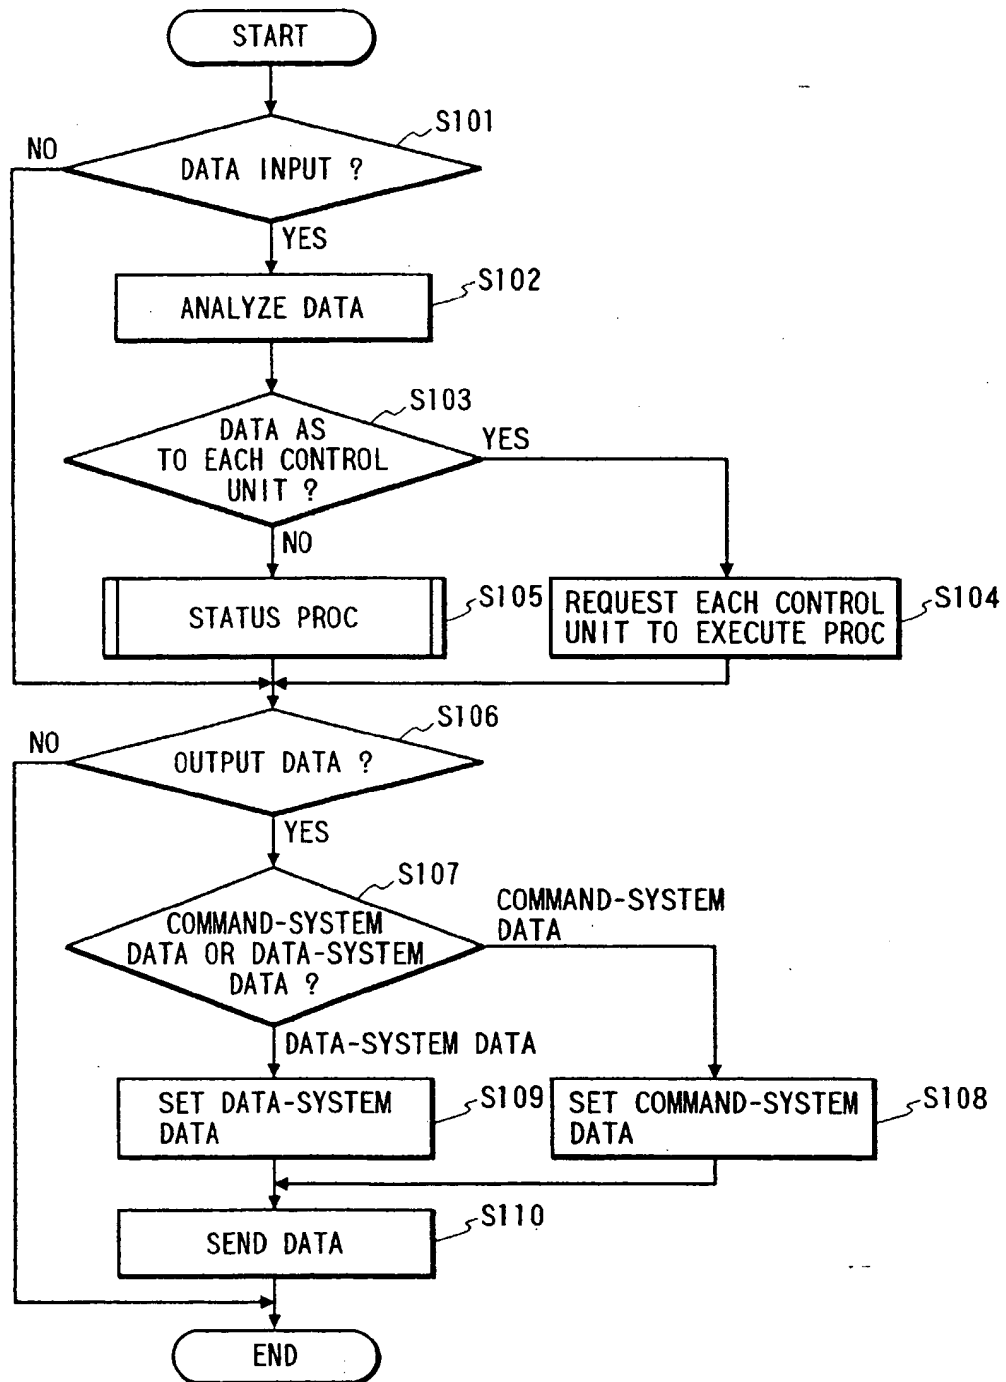 START
S101
NO
DATA INPUT ?
YES
S102
ANALYZE DATA
S103
DATA AS
TO EACH CONTROL
UNIT ?
YES
NO
STATUS PROC
S105
REQUEST EACH CONTROL
UNIT TO EXECUTE PROC
S104
S106
NO
OUTPUT DATA ?
YES
S107
COMMAND-SYSTEM
DATA OR DATA-SYSTEM
DATA ?
COMMAND-SYSTEM
DATA
DATA-SYSTEM DATA
SET DATA-SYSTEM
DATA
S109
SET COMMAND-SYSTEM
DATA
S108
S110
SEND DATA
END